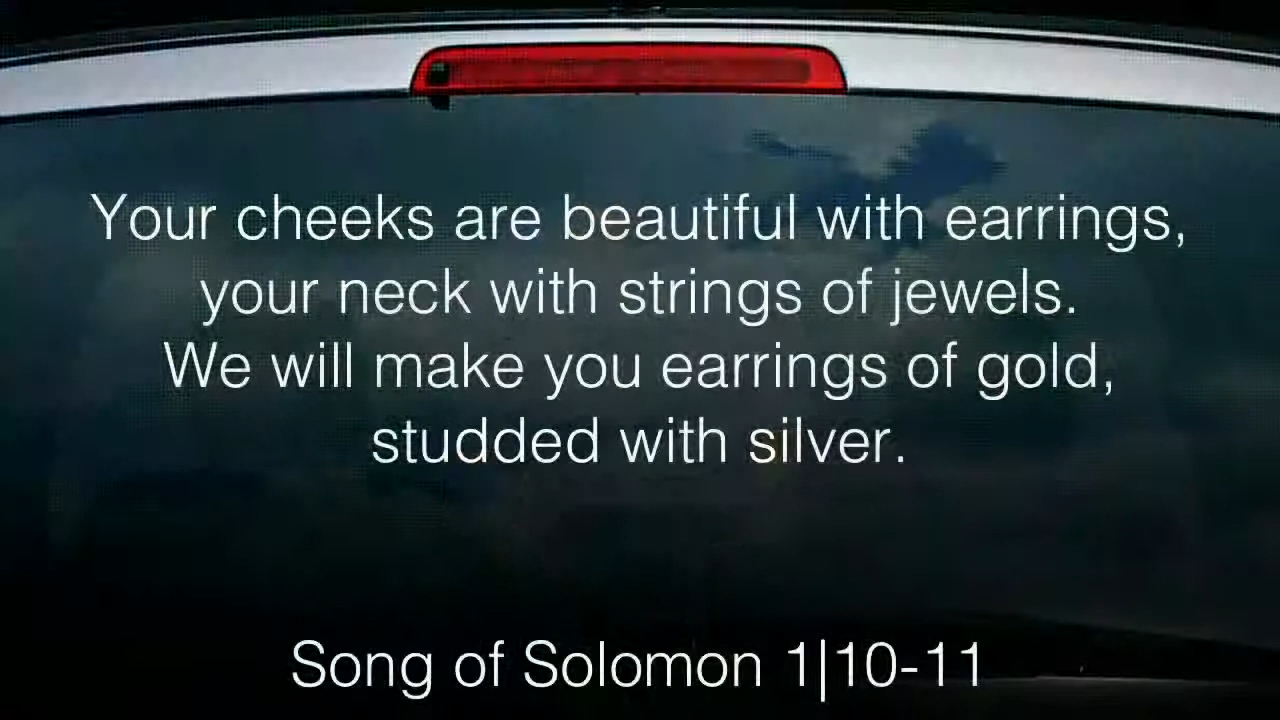 Your cheeks are beautiful with earrings,
your neck with strings of jewels.
We will make you earrings of gold,
studded with silver.
Song of Solomon 1|10-11